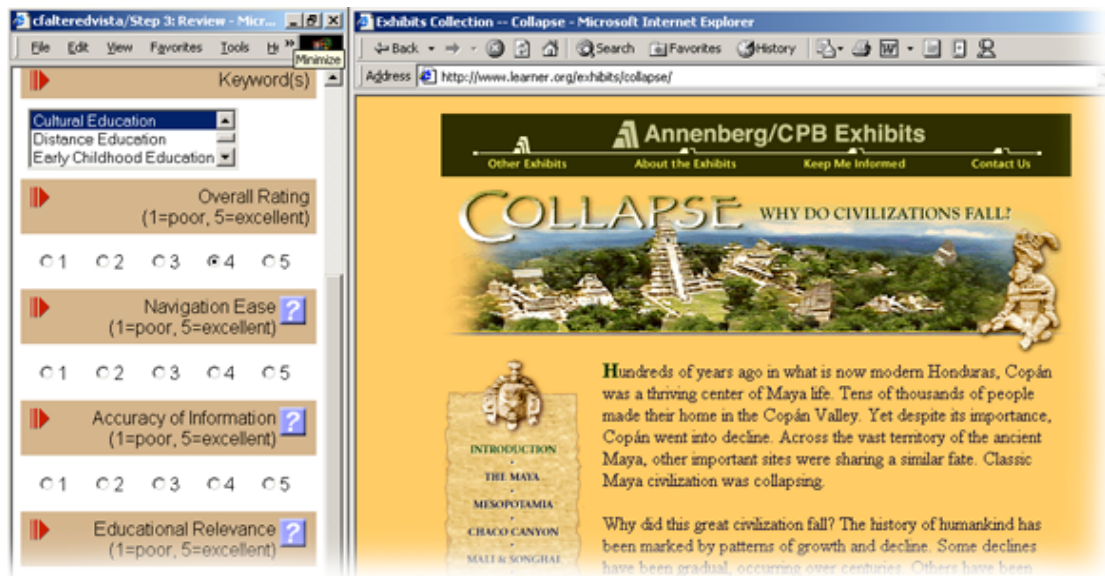 cfalteredvista/Step 3: Review - Micr...
File Edit View Favorites Tools He »
Minimize
Keyword(s)
Cultural Education
Distance Education
Early Childhood Education
Overall Rating
(1=poor, 5=excellent)
1 2 3 4 5
Navigation Ease ?
(1=poor, 5=excellent)
1 2 3 4 5
Accuracy of Information ?
(1=poor, 5=excellent)
1 2 3 4 5
Educational Relevance ?
(1=poor, 5=excellent)
Exhibits Collection -- Collapse - Microsoft Internet Explorer
Back Search Favorites History
Address http://www.learner.org/exhibits/collapse/
Annenberg/CPB Exhibits
Other Exhibits About the Exhibits Keep Me Informed Contact Us
COLLAPSE WHY DO CIVILIZATIONS FALL?
INTRODUCTION
THE MAYA
MESOPOTAMIA
CHACO CANYON
MALI & SONGHAI
Hundreds of years ago in what is now modern Honduras, Copán
was a thriving center of Maya life. Tens of thousands of people
made their home in the Copán Valley. Yet despite its importance,
Copán went into decline. Across the vast territory of the ancient
Maya, other important sites were sharing a similar fate. Classic
Maya civilization was collapsing.
Why did this great civilization fall? The history of humankind has
been marked by patterns of growth and decline. Some declines
have been gradual, occurring over centuries. Others have been